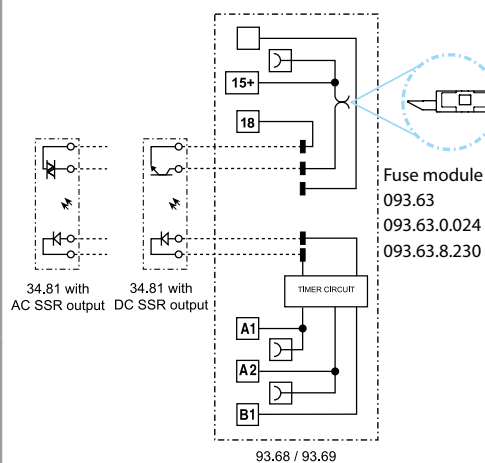 15+
18
Fuse module
093.63
093.63.0.024
093.63.8.230
34.81 with
AC SSR output
34.81 with
DC SSR output
TIMER CIRCUIT
A1
A2
B1
93.68 / 93.69